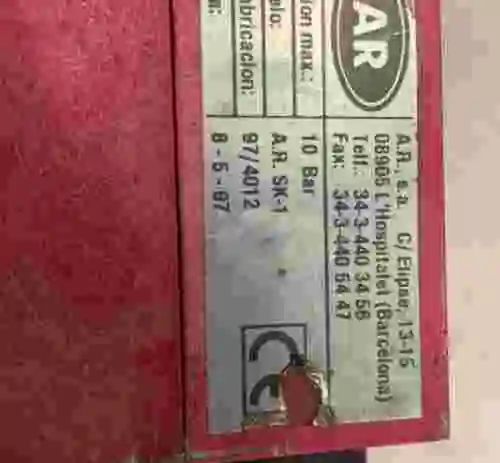 AR
A.R., s.a. C/ Elipse, 13-15
08905 L'Hospitalet (Barcelona)
Telf.: 34-3-440 34 58
Fax: 34-3-440 54 47
ion max.: 10 Bar
elo: A.R. SK-1
abricacion: 97/4012
8-5-97
CE